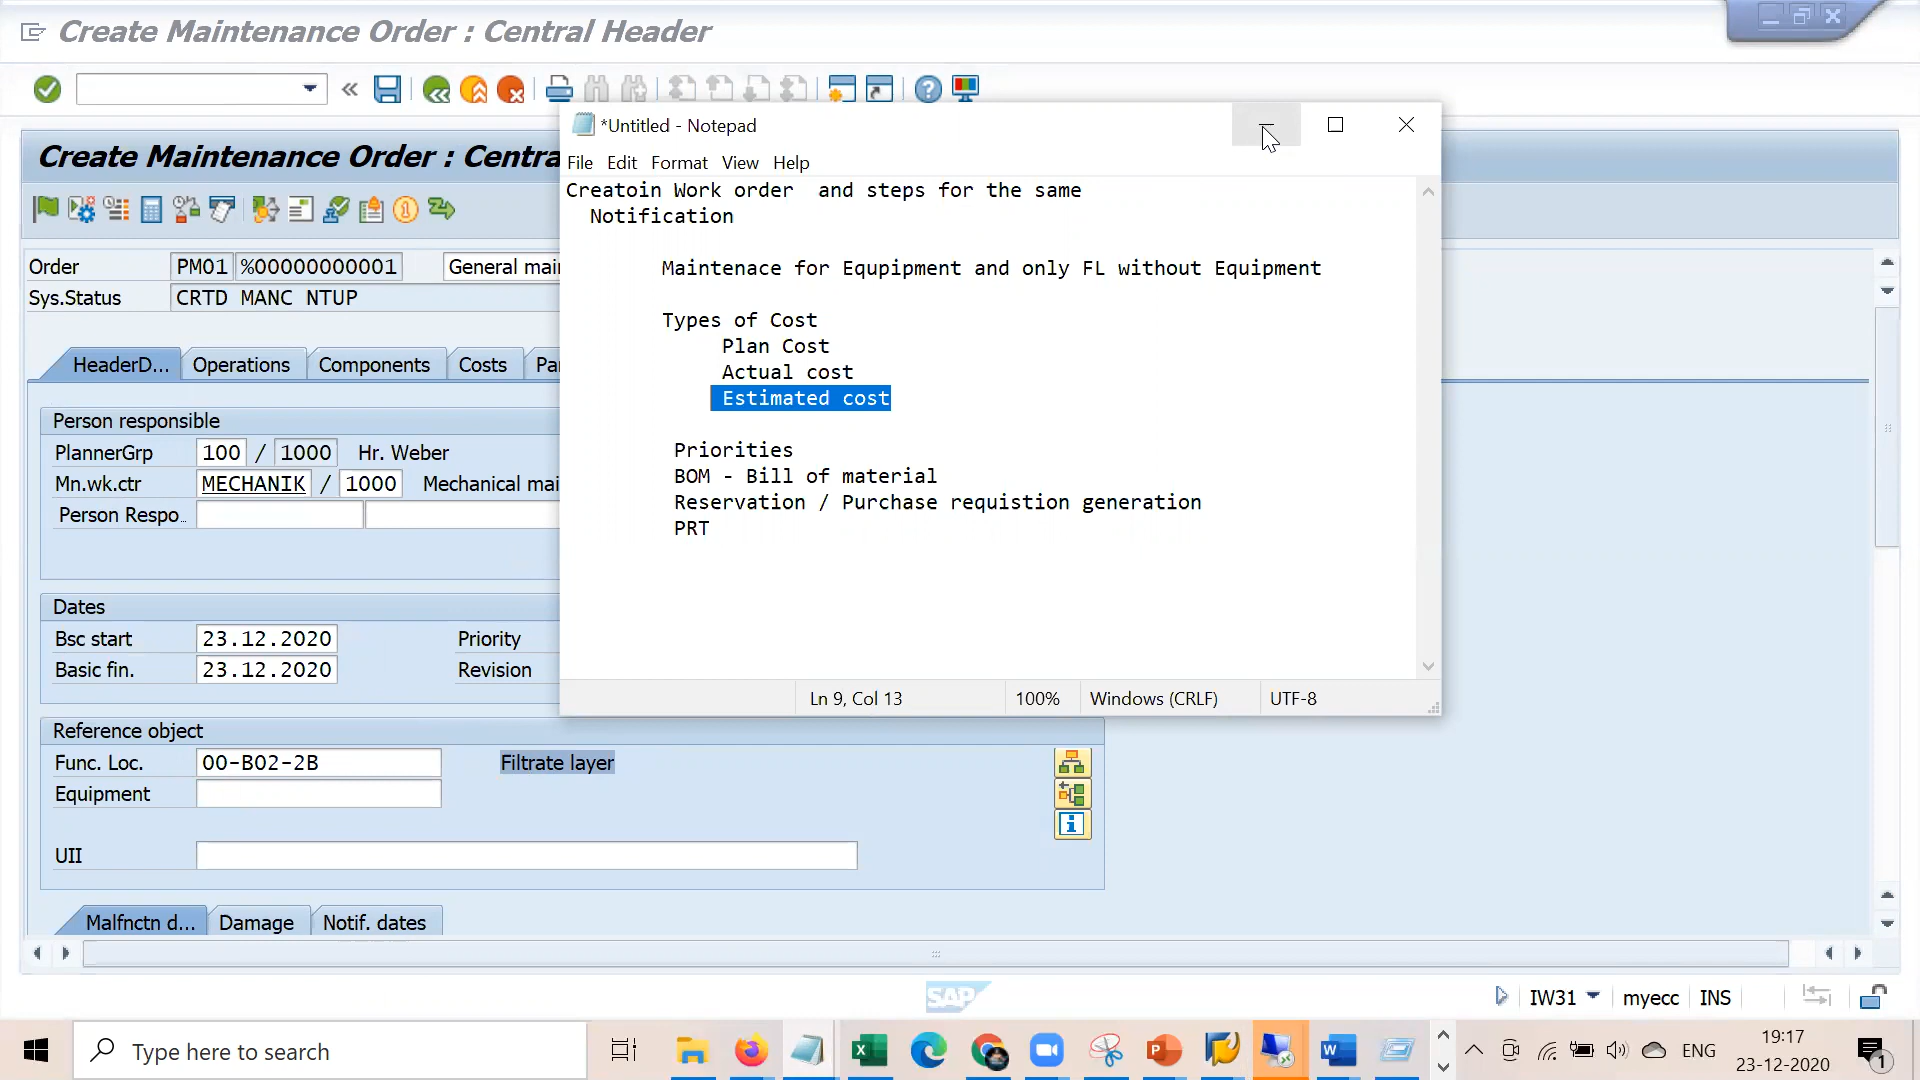 Create Maintenance Order : Central Header
*Untitled - Notepad
File Edit Format View Help
Creatoin Work order  and steps for the same
Notification
Maintenace for Equpipment and only FL without Equipment
Types of Cost
Plan Cost
Actual cost
Estimated cost
Priorities
BOM - Bill of material
Reservation / Purchase requistion generation
PRT
Ln 9, Col 13 100% Windows (CRLF) UTF-8
Create Maintenance Order : Centra
Order PM01 %00000000001 General mai
Sys.Status CRTD MANC NTUP
HeaderD... Operations Components Costs Pa
Person responsible
PlannerGrp 100 / 1000 Hr. Weber
Mn.wk.ctr MECHANIK / 1000 Mechanical mai
Person Respo..
Dates
Bsc start 23.12.2020 Priority
Basic fin. 23.12.2020 Revision
Reference object
Func. Loc. 00-B02-2B Filtrate layer
Equipment
UII
Malfnctn d... Damage Notif. dates
SAP
IW31 myecc INS
Type here to search
ENG
19:17
23-12-2020
1